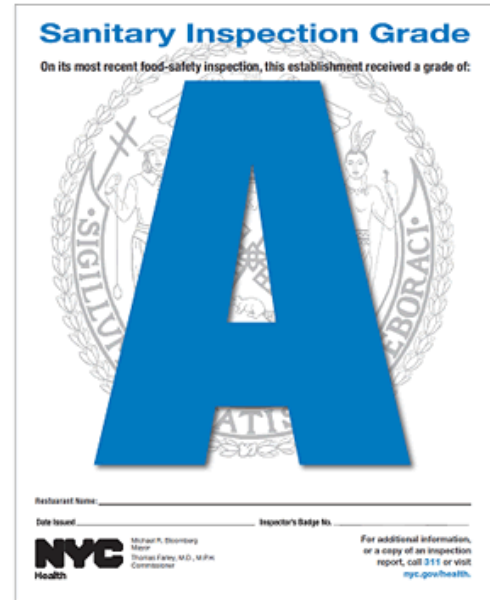 Sanitary Inspection Grade
On its most recent food-safety inspection, this establishment received a grade of:
A
·SIGILLU
EBORACI·
ATIS
Restaurant Name:
Date Issued
Inspector's Badge No.
NYC
Health
Michael R. Bloomberg
Mayor
Thomas Farley, M.D., M.P.H.
Commissioner
For additional information,
or a copy of an inspection
report, call 311 or visit
nyc.gov/health.